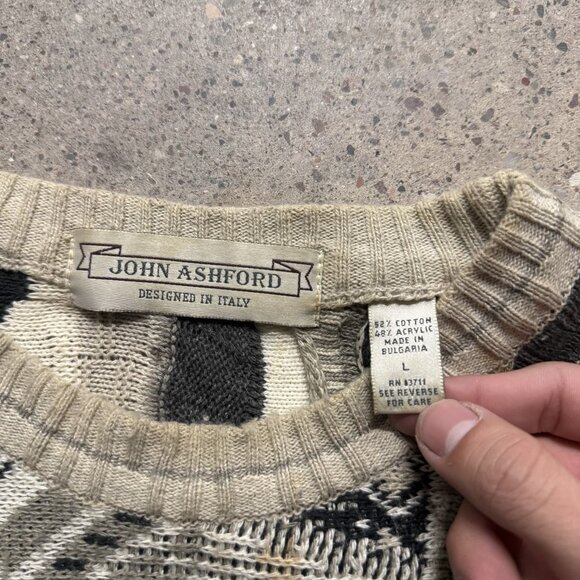 JOHN ASHFORD
DESIGNED IN ITALY
52% COTTON
48% ACRYLIC
MADE IN
BULGARIA
L
RN 83711
SEE REVERSE
FOR CARE